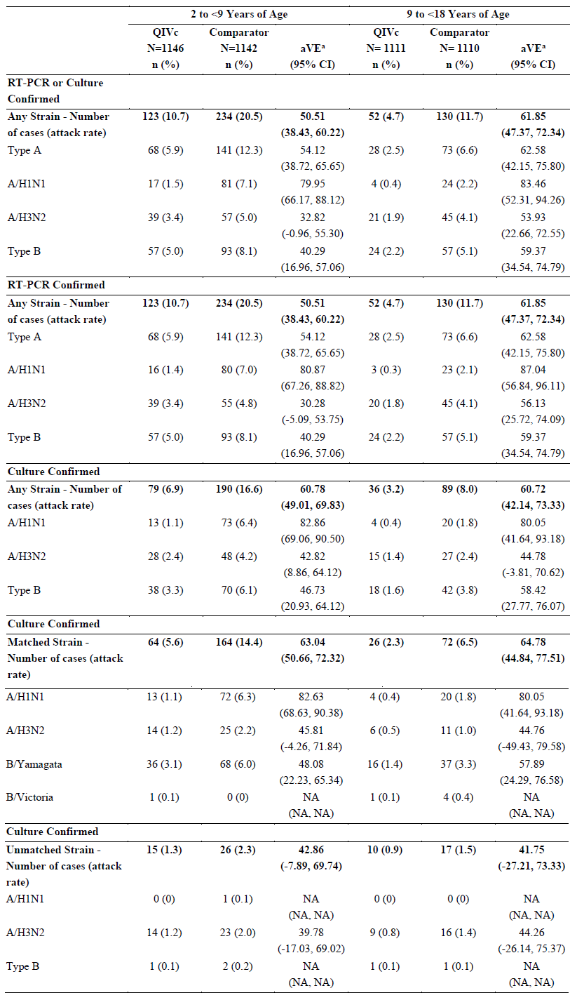 2 to <9 Years of Age 9 to <18 Years of Age
QIVc Comparator QIVc Comparator
N=1146 N=1142 aVEa N= 1111 N= 1110 aVEa
n (%) n (%) (95% CI) n (%) n (%) (95% CI)
RT-PCR or Culture
Confirmed
Any Strain - Number 123 (10.7) 234 (20.5) 50.51 52 (4.7) 130 (11.7) 61.85
of cases (attack rate) (38.43, 60.22) (47.37, 72.34)
Type A 68 (5.9) 141 (12.3) 54.12 28 (2.5) 73 (6.6) 62.58
(38.72, 65.65) (42.15, 75.80)
A/H1N1 17 (1.5) 81 (7.1) 79.95 4 (0.4) 24 (2.2) 83.46
(66.17, 88.12) (52.31, 94.26)
A/H3N2 39 (3.4) 57 (5.0) 32.82 21 (1.9) 45 (4.1) 53.93
(-0.96, 55.30) (22.66, 72.55)
Type B 57 (5.0) 93 (8.1) 40.29 24 (2.2) 57 (5.1) 59.37
(16.96, 57.06) (34.54, 74.79)
RT-PCR Confirmed
Any Strain - Number 123 (10.7) 234 (20.5) 50.51 52 (4.7) 130 (11.7) 61.85
of cases (attack rate) (38.43, 60.22) (47.37, 72.34)
Type A 68 (5.9) 141 (12.3) 54.12 28 (2.5) 73 (6.6) 62.58
(38.72, 65.65) (42.15, 75.80)
A/H1N1 16 (1.4) 80 (7.0) 80.87 3 (0.3) 23 (2.1) 87.04
(67.26, 88.82) (56.84, 96.11)
A/H3N2 39 (3.4) 55 (4.8) 30.28 20 (1.8) 45 (4.1) 56.13
(-5.09, 53.75) (25.72, 74.09)
Type B 57 (5.0) 93 (8.1) 40.29 24 (2.2) 57 (5.1) 59.37
(16.96, 57.06) (34.54, 74.79)
Culture Confirmed
Any Strain - Number of 79 (6.9) 190 (16.6) 60.78 36 (3.2) 89 (8.0) 60.72
cases (attack rate) (49.01, 69.83) (42.14, 73.33)
A/H1N1 13 (1.1) 73 (6.4) 82.86 4 (0.4) 20 (1.8) 80.05
(69.06, 90.50) (41.64, 93.18)
A/H3N2 28 (2.4) 48 (4.2) 42.82 15 (1.4) 27 (2.4) 44.78
(8.86, 64.12) (-3.81, 70.62)
Type B 38 (3.3) 70 (6.1) 46.73 18 (1.6) 42 (3.8) 58.42
(20.93, 64.12) (27.77, 76.07)
Culture Confirmed
Matched Strain - 64 (5.6) 164 (14.4) 63.04 26 (2.3) 72 (6.5) 64.78
Number of cases (attack (50.66, 72.32) (44.84, 77.51)
rate)
A/H1N1 13 (1.1) 72 (6.3) 82.63 4 (0.4) 20 (1.8) 80.05
(68.63, 90.38) (41.64, 93.18)
A/H3N2 14 (1.2) 25 (2.2) 45.81 6 (0.5) 11 (1.0) 44.76
(-4.26, 71.84) (-49.43, 79.58)
B/Yamagata 36 (3.1) 68 (6.0) 48.08 16 (1.4) 37 (3.3) 57.89
(22.23, 65.34) (24.29, 76.58)
B/Victoria 1 (0.1) 0 (0) NA 1 (0.1) 4 (0.4) NA
(NA, NA) (NA, NA)
Culture Confirmed
Unmatched Strain - 15 (1.3) 26 (2.3) 42.86 10 (0.9) 17 (1.5) 41.75
Number of cases (attack (-7.89, 69.74) (-27.21, 73.33)
rate)
A/H1N1 0 (0) 1 (0.1) NA 0 (0) 0 (0) NA
(NA, NA) (NA, NA)
A/H3N2 14 (1.2) 23 (2.0) 39.78 9 (0.8) 16 (1.4) 44.26
(-17.03, 69.02) (-26.14, 75.37)
Type B 1 (0.1) 2 (0.2) NA 1 (0.1) 1 (0.1) NA
(NA, NA) (NA, NA)